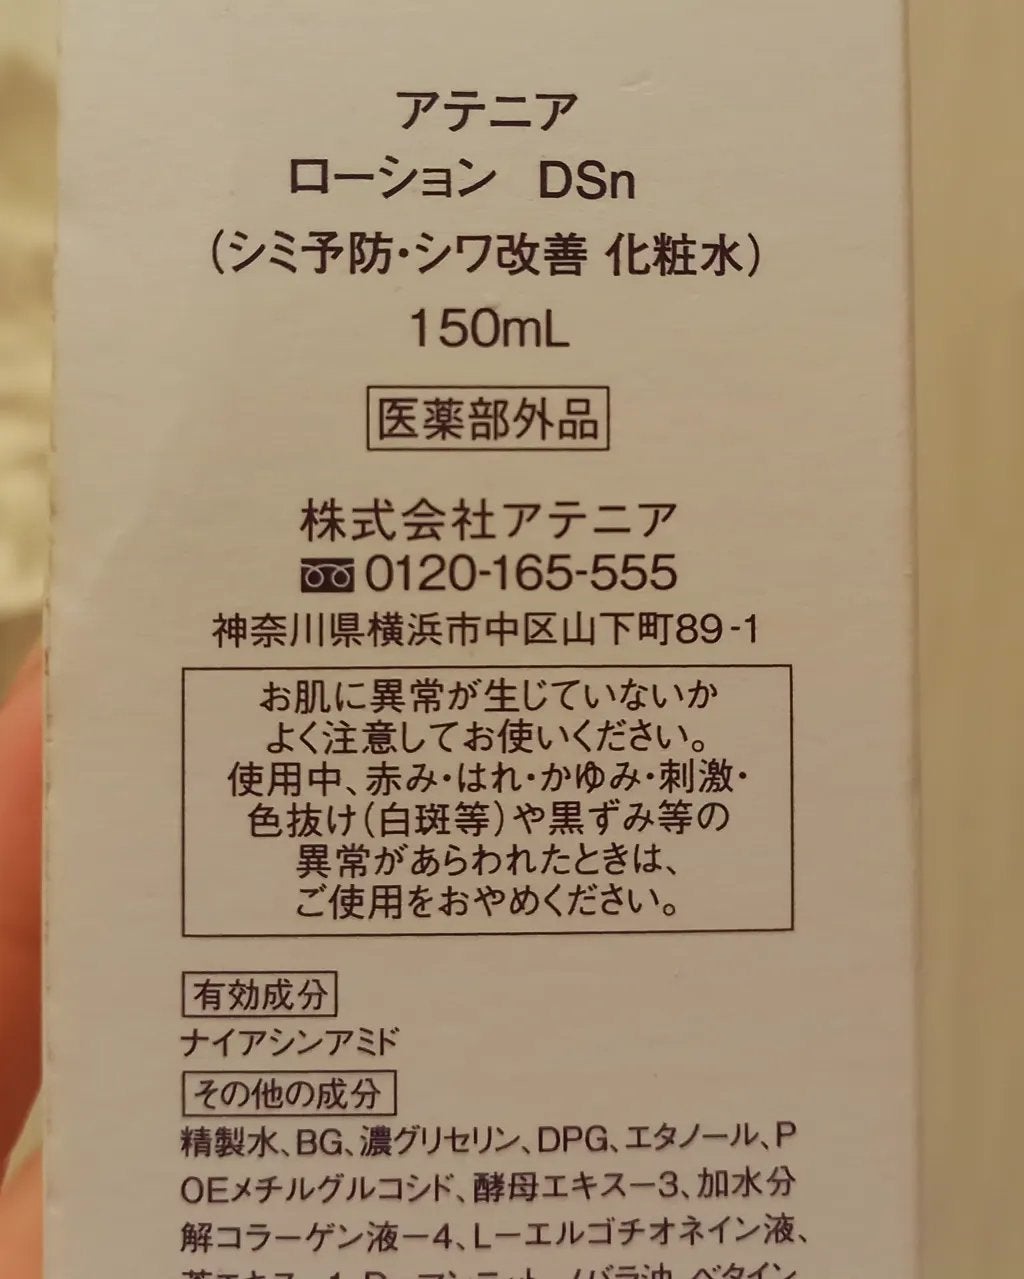 アテニア
ローション DSn
(シミ予防・シワ改善 化粧水)
150mL
医薬部外品
株式会社アテニア
0120-165-555
神奈川県横浜市中区山下町89-1
お肌に異常が生じていないか
よく注意してお使いください。
使用中、赤み・はれ・かゆみ・刺激・
色抜け(白斑等)や黒ずみ等の
異常があらわれたときは、
ご使用をおやめください。
有効成分
ナイアシンアミド
その他の成分
精製水、BG、濃グリセリン、DPG、エタノール、P
OEメチルグルコシド、酵母エキス−3、加水分
解コラーゲン液−4、L−エルゴチオネイン液、